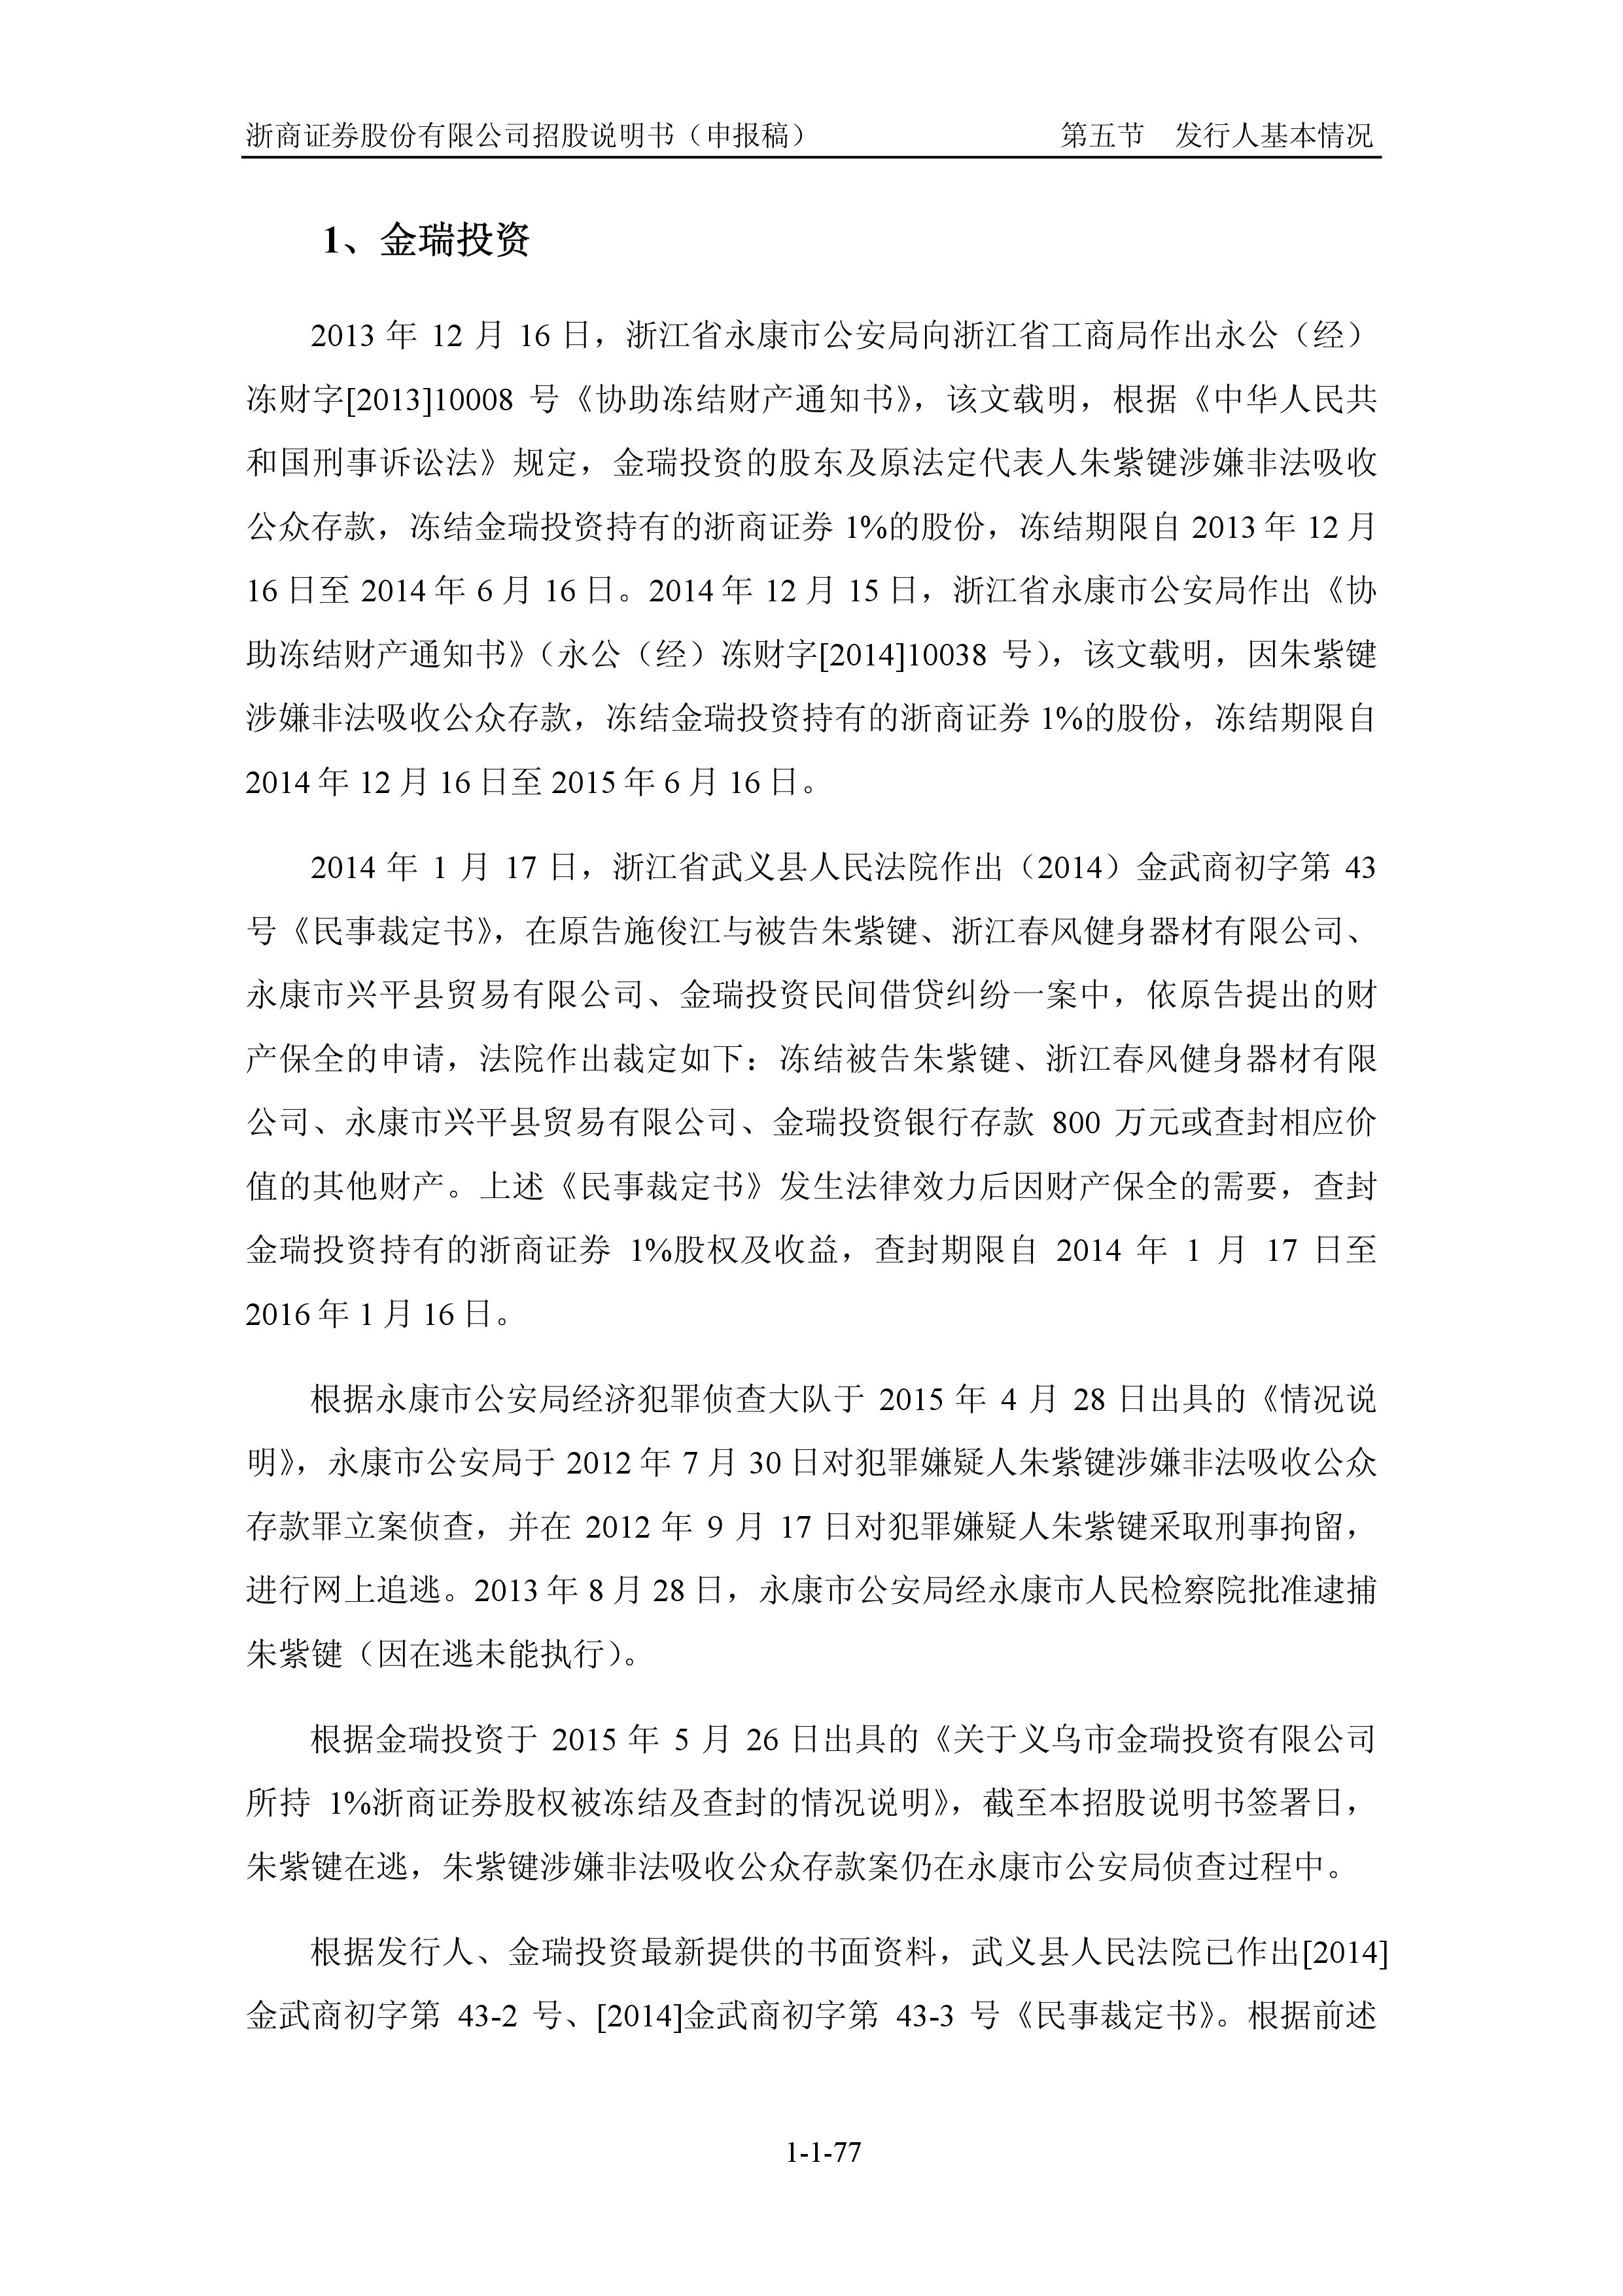 浙商证券股份有限公司招股说明书（申报稿） 第五节 发行人基本情况
1、金瑞投资
2013 年 12 月 16 日，浙江省永康市公安局向浙江省工商局作出永公（经）
冻财字[2013]10008 号《协助冻结财产通知书》，该文载明，根据《中华人民共
和国刑事诉讼法》规定，金瑞投资的股东及原法定代表人朱紫键涉嫌非法吸收
公众存款，冻结金瑞投资持有的浙商证券 1%的股份，冻结期限自 2013 年 12 月
16 日至 2014 年 6 月 16 日。2014 年 12 月 15 日，浙江省永康市公安局作出《协
助冻结财产通知书》（永公（经）冻财字[2014]10038 号），该文载明，因朱紫键
涉嫌非法吸收公众存款，冻结金瑞投资持有的浙商证券 1%的股份，冻结期限自
2014 年 12 月 16 日至 2015 年 6 月 16 日。
2014 年 1 月 17 日，浙江省武义县人民法院作出（2014）金武商初字第 43
号《民事裁定书》，在原告施俊江与被告朱紫键、浙江春风健身器材有限公司、
永康市兴平县贸易有限公司、金瑞投资民间借贷纠纷一案中，依原告提出的财
产保全的申请，法院作出裁定如下：冻结被告朱紫键、浙江春风健身器材有限
公司、永康市兴平县贸易有限公司、金瑞投资银行存款 800 万元或查封相应价
值的其他财产。上述《民事裁定书》发生法律效力后因财产保全的需要，查封
金瑞投资持有的浙商证券 1%股权及收益，查封期限自 2014 年 1 月 17 日至
2016 年 1 月 16 日。
根据永康市公安局经济犯罪侦查大队于 2015 年 4 月 28 日出具的《情况说
明》，永康市公安局于 2012 年 7 月 30 日对犯罪嫌疑人朱紫键涉嫌非法吸收公众
存款罪立案侦查，并在 2012 年 9 月 17 日对犯罪嫌疑人朱紫键采取刑事拘留，
进行网上追逃。2013 年 8 月 28 日，永康市公安局经永康市人民检察院批准逮捕
朱紫键（因在逃未能执行）。
根据金瑞投资于 2015 年 5 月 26 日出具的《关于义乌市金瑞投资有限公司
所持 1%浙商证券股权被冻结及查封的情况说明》，截至本招股说明书签署日，
朱紫键在逃，朱紫键涉嫌非法吸收公众存款案仍在永康市公安局侦查过程中。
根据发行人、金瑞投资最新提供的书面资料，武义县人民法院已作出[2014]
金武商初字第 43-2 号、[2014]金武商初字第 43-3 号《民事裁定书》。根据前述
1-1-77